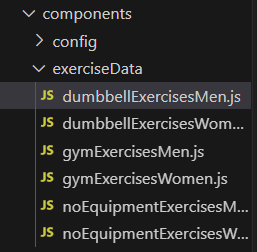 components
config
exerciseData
JS dumbbellExercisesMen.js
JS dumbbellExercisesWom...
JS gymExercisesMen.js
JS gymExercisesWomen.js
JS noEquipmentExercisesM...
JS noEquipmentExercisesW...